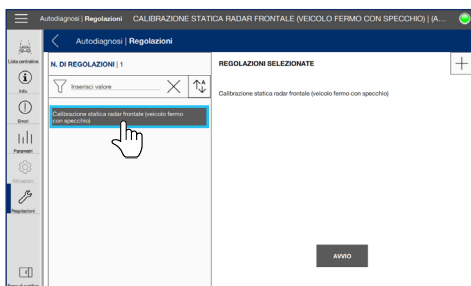 Autodiagnosi | Regolazioni CALIBRAZIONE STATICA RADAR FRONTALE (VEICOLO FERMO CON SPECCHIO) | (A...
Autodiagnosi | Regolazioni
Lista centraline
Info
Errori
Parametri
Attivazioni
Regolazioni
N. DI REGOLAZIONI | 1
Inserisci valore
Calibrazione statica radar frontale (veicolo fermo
con specchio)
REGOLAZIONI SELEZIONATE
Calibrazione statica radar frontale (veicolo fermo con specchio)
AVVIO